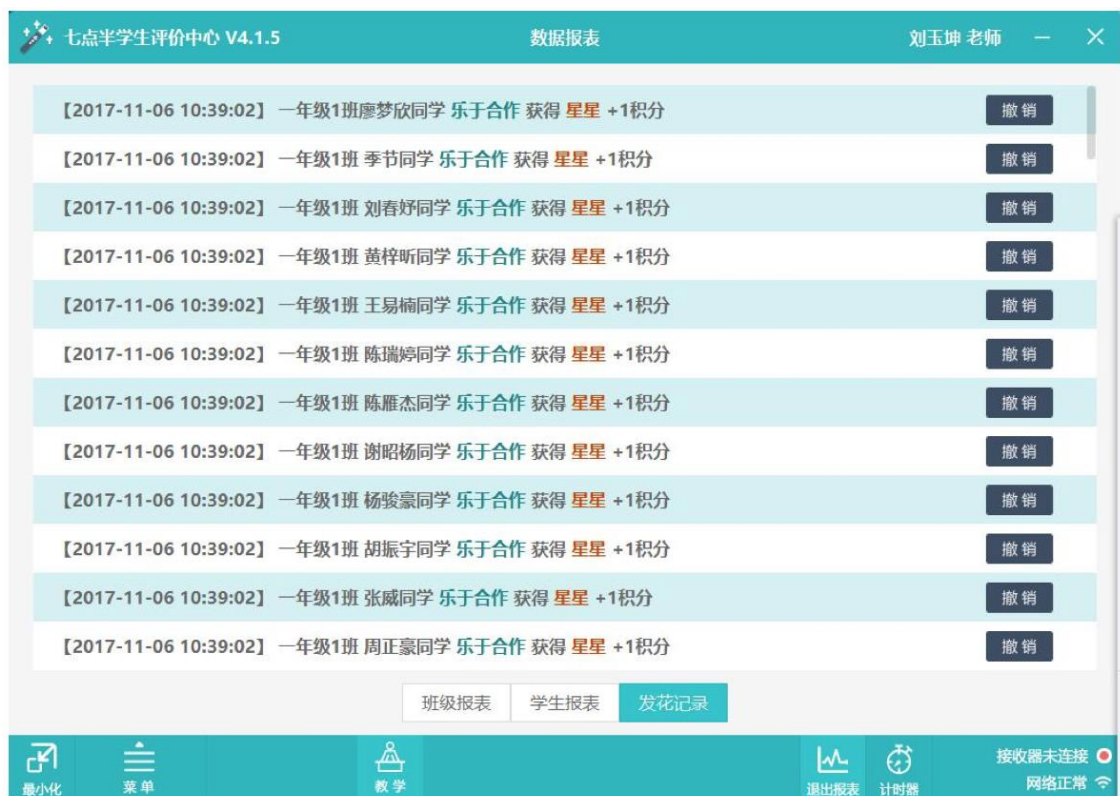 七点半学生评价中心 V4.1.5 数据报表 刘玉坤 老师
【2017-11-06 10:39:02】 一年级1班廖梦欣同学 乐于合作 获得 星星 +1积分 撤销
【2017-11-06 10:39:02】 一年级1班 季节同学 乐于合作 获得 星星 +1积分 撤销
【2017-11-06 10:39:02】 一年级1班 刘春妤同学 乐于合作 获得 星星 +1积分 撤销
【2017-11-06 10:39:02】 一年级1班 黄梓昕同学 乐于合作 获得 星星 +1积分 撤销
【2017-11-06 10:39:02】 一年级1班 王易楠同学 乐于合作 获得 星星 +1积分 撤销
【2017-11-06 10:39:02】 一年级1班 陈瑞婷同学 乐于合作 获得 星星 +1积分 撤销
【2017-11-06 10:39:02】 一年级1班 陈雁杰同学 乐于合作 获得 星星 +1积分 撤销
【2017-11-06 10:39:02】 一年级1班 谢昭杨同学 乐于合作 获得 星星 +1积分 撤销
【2017-11-06 10:39:02】 一年级1班 杨骏豪同学 乐于合作 获得 星星 +1积分 撤销
【2017-11-06 10:39:02】 一年级1班 胡振宇同学 乐于合作 获得 星星 +1积分 撤销
【2017-11-06 10:39:02】 一年级1班 张威同学 乐于合作 获得 星星 +1积分 撤销
【2017-11-06 10:39:02】 一年级1班 周正豪同学 乐于合作 获得 星星 +1积分 撤销
班级报表 学生报表 发花记录
接收器未连接
最小化 菜单 教学 退出报表 计时器 网络正常